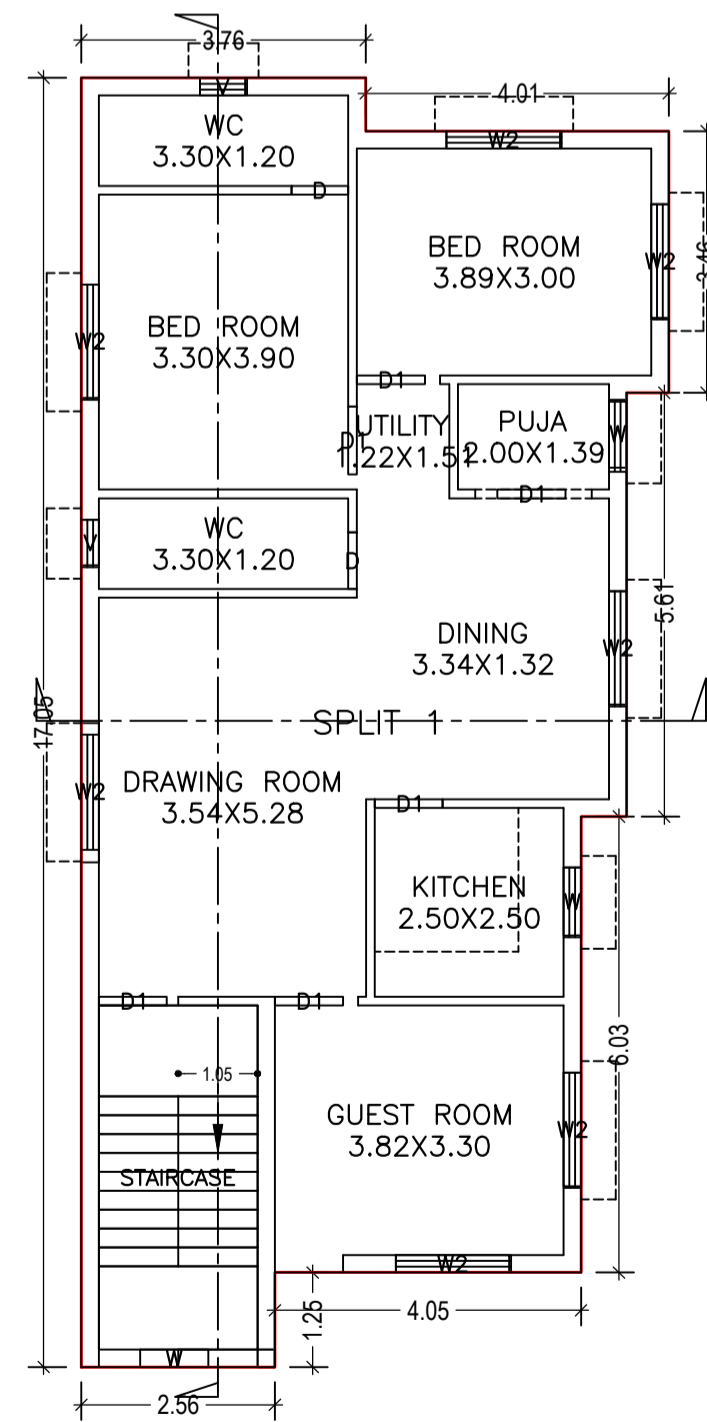 3.76
V
4.01
WC
3.30X1.20
W2
D
BED ROOM
3.89X3.00
W2
3.46
BED ROOM
3.30X3.90
W2
D1
UTILITY
1.22X1.51
D1
PUJA
2.00X1.39
W
D1
WC
3.30X1.20
V
D
5.61
DINING
3.34X1.32
W2
17.05
SPLIT 1
DRAWING ROOM
3.54X5.28
W2
D1
KITCHEN
2.50X2.50
W
D1
D1
6.03
1.05
GUEST ROOM
3.82X3.30
W2
STAIRCASE
W2
1.25
4.05
W
2.56